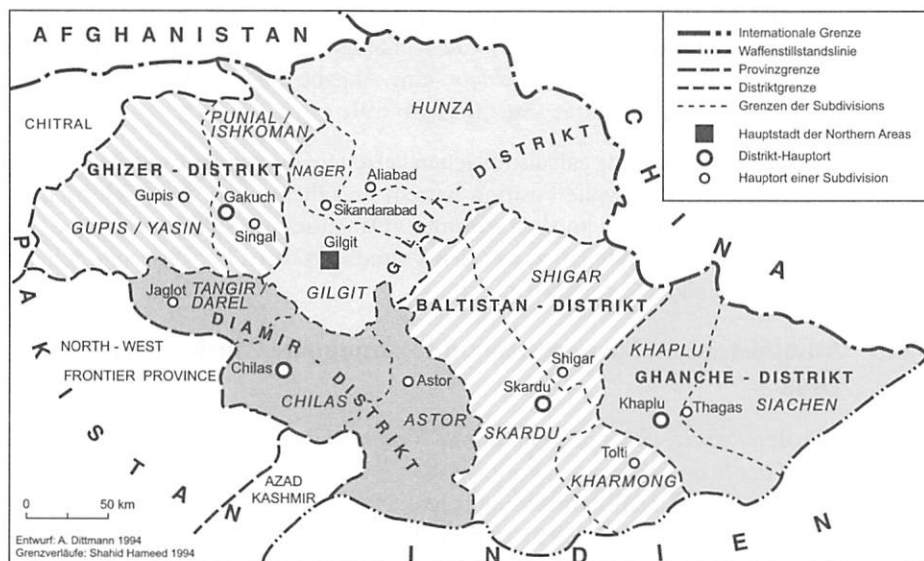 AFGHANISTAN
CHITRAL
PUNIAL /
ISHKOMAN
HUNZA
NAGER
GHIZER - DISTRIKT
Gupis
Gakuch
Singal
GUPIS / YASIN
Aliabad
Sikandarabad
Gilgit
GILGIT
GILGIT DISTRIKT
CHINA
PAKISTAN
Jaglot
TANGIR /
DAREL
DIAMIR - DISTRIKT
NORTH - WEST
FRONTIER PROVINCE
Chilas
CHILAS
Astor
ASTOR
AZAD
KASHMIR
SHIGAR
BALTISTAN - DISTRIKT
Shigar
Skardu
SKARDU
Tolti
KHARMONG
KHAPLU
GHANCHE - DISTRIKT
Khaplu
Thagas
SIACHEN
INDIEN
Internationale Grenze
Waffenstillstandslinie
Provinzgrenze
Distriktgrenze
Grenzen der Subdivisions
Hauptstadt der Northern Areas
Distrikt-Hauptort
Hauptort einer Subdivision
0 50 km
Entwurf: A. Dittmann 1994
Grenzverläufe: Shahid Hameed 1994